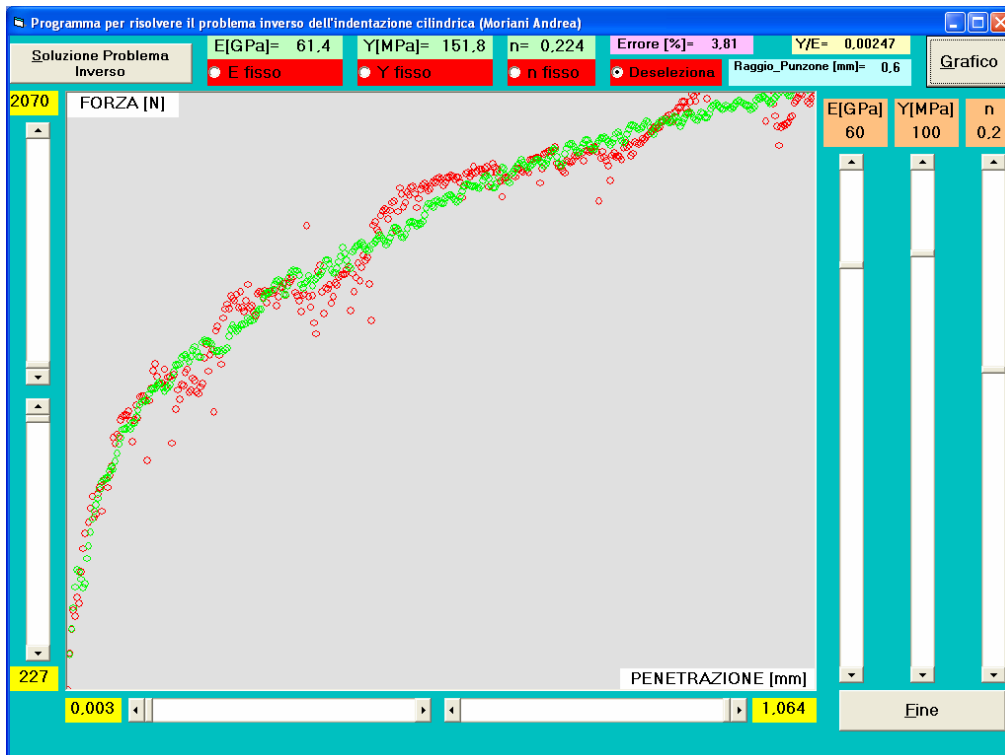 Programma per risolvere il problema inverso dell'indentazione cilindrica (Moriani Andrea)
Soluzione Problema
Inverso
E[GPa]= 61,4
Y[MPa]= 151,8
n= 0,224
Errore [%]= 3,81
Y/E= 0,00247
Grafico
E fisso
Y fisso
n fisso
Deseleziona
Raggio_Punzone [mm]= 0,6
2070
FORZA [N]
E[GPa]
60
Y[MPa]
100
n
0,2
227
PENETRAZIONE [mm]
0,003
1,064
Fine